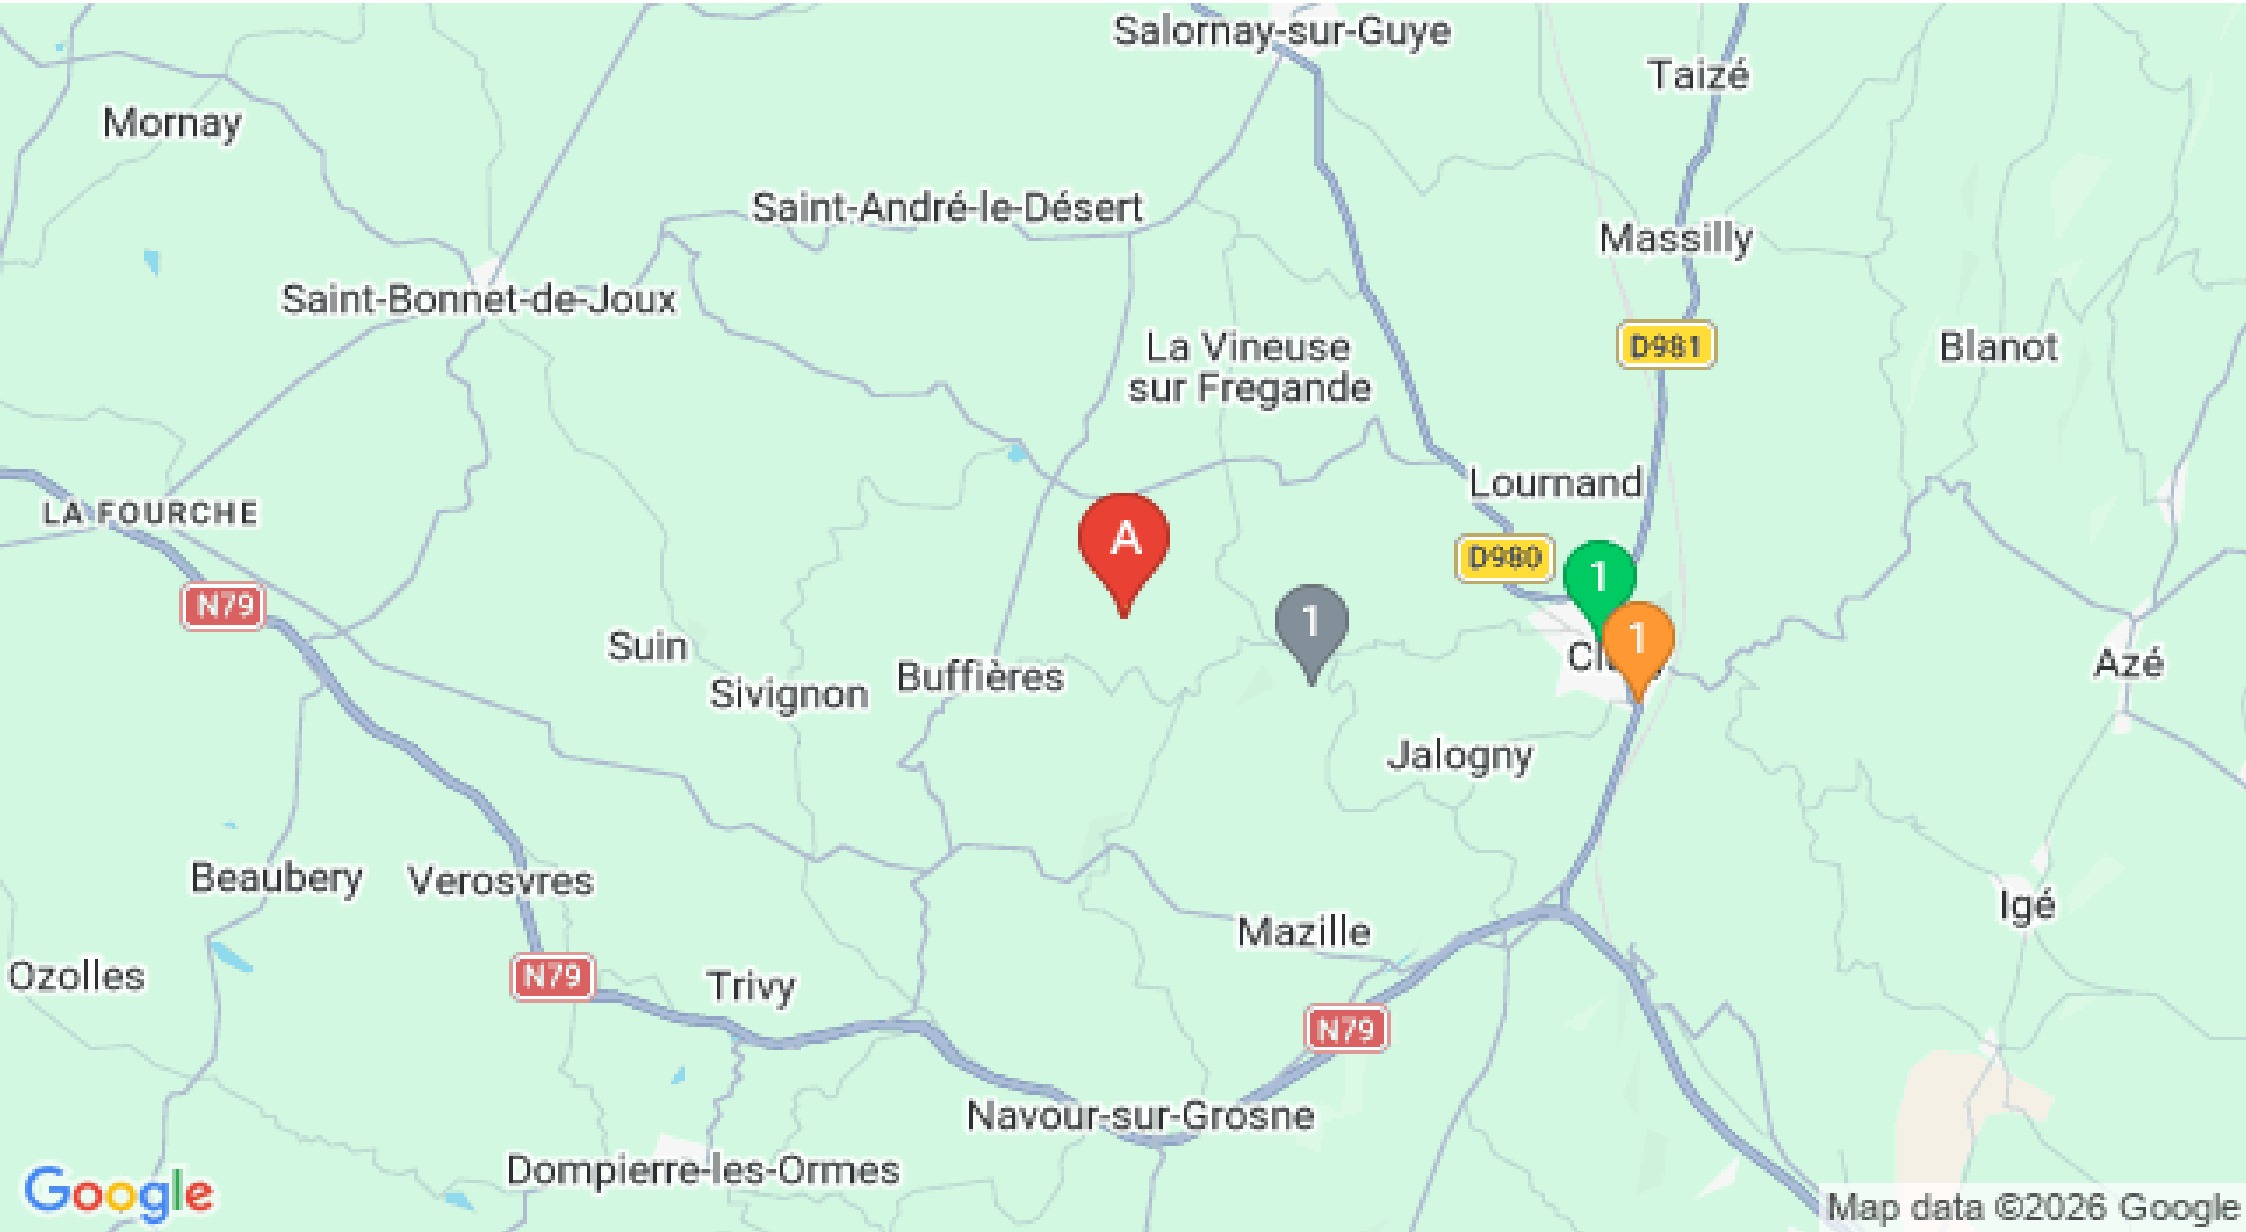 Salornay-sur-Guye
Taizé
Mornay
Saint-André-le-Désert
Massilly
Saint-Bonnet-de-Joux
La Vineuse
sur Fregande
D981
Blanot
Lournand
LA FOURCHE
A
D980
1
N79
1
1
Suin
Sivignon
Buffières
Azé
Jalogny
Beaubery
Verosvres
Igé
Mazille
Ozolles
N79
Trivy
N79
Navour-sur-Grosne
Dompierre-les-Ormes
Google
Map data ©2026 Google